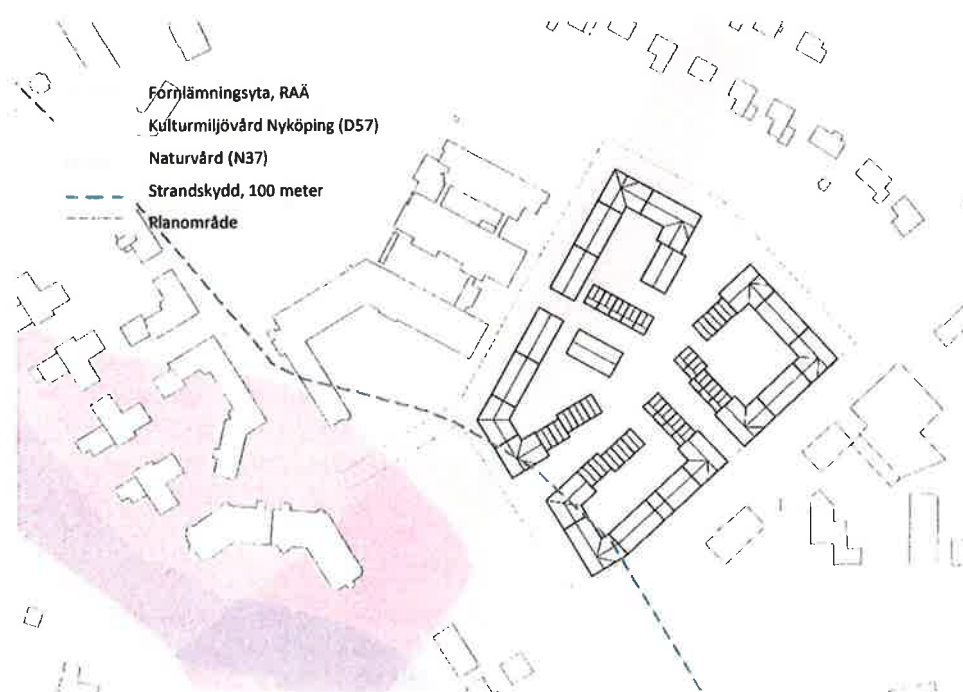 Fornlämningsyta, RAÄ
Kulturmiljövård Nyköping (D57)
Naturvård (N37)
Strandskydd, 100 meter
Planområde